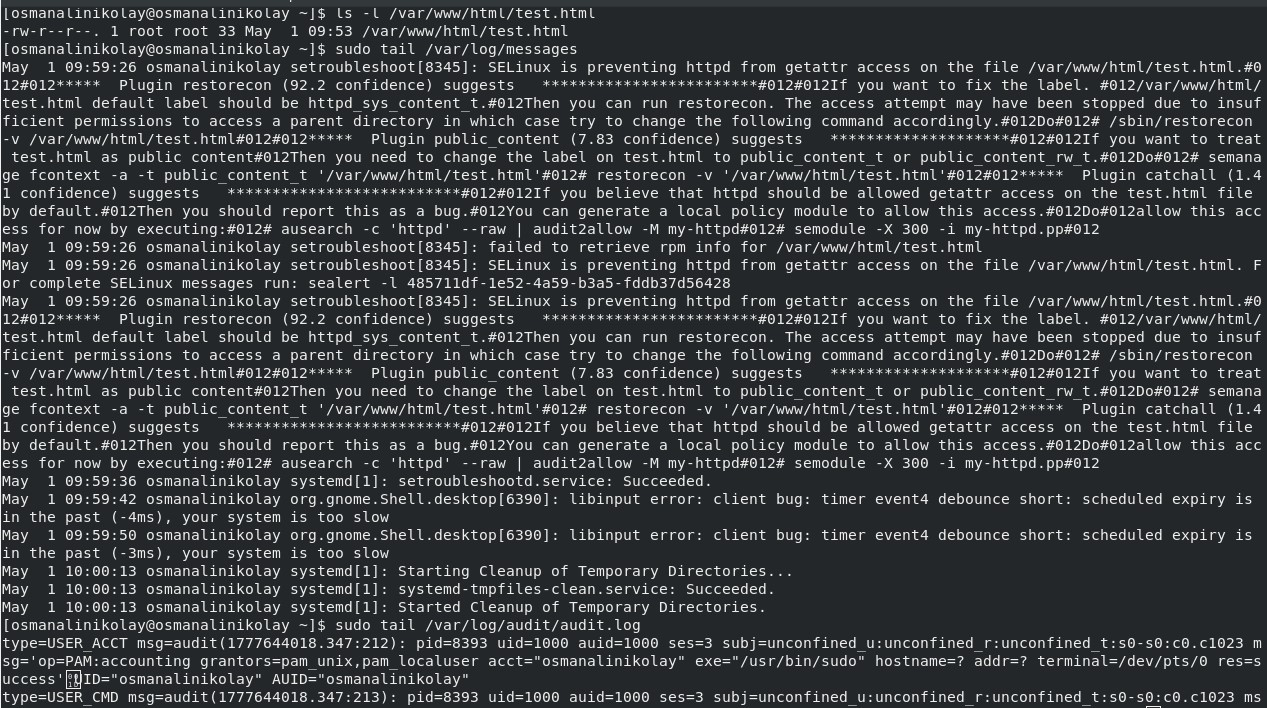 [osmanalinikolay@osmanalinikolay ~]$ ls -l /var/www/html/test.html
-rw-r--r--. 1 root root 33 May  1 09:53 /var/www/html/test.html
[osmanalinikolay@osmanalinikolay ~]$ sudo tail /var/log/messages
May  1 09:59:26 osmanalinikolay setroubleshoot[8345]: SELinux is preventing httpd from getattr access on the file /var/www/html/test.html.#0
12#012*****  Plugin restorecon (92.2 confidence) suggests   ************************#012#012If you want to fix the label. #012/var/www/html/
test.html default label should be httpd_sys_content_t.#012Then you can run restorecon. The access attempt may have been stopped due to insuf
ficient permissions to access a parent directory in which case try to change the following command accordingly.#012Do#012# /sbin/restorecon
-v /var/www/html/test.html#012#012*****  Plugin public_content (7.83 confidence) suggests   ********************#012#012If you want to treat
 test.html as public content#012Then you need to change the label on test.html to public_content_t or public_content_rw_t.#012Do#012# semana
ge fcontext -a -t public_content_t '/var/www/html/test.html'#012# restorecon -v '/var/www/html/test.html'#012#012*****  Plugin catchall (1.4
1 confidence) suggests   **************************#012#012If you believe that httpd should be allowed getattr access on the test.html file
by default.#012Then you should report this as a bug.#012You can generate a local policy module to allow this access.#012Do#012allow this acc
ess for now by executing:#012# ausearch -c 'httpd' --raw | audit2allow -M my-httpd#012# semodule -X 300 -i my-httpd.pp#012
May  1 09:59:26 osmanalinikolay setroubleshoot[8345]: failed to retrieve rpm info for /var/www/html/test.html
May  1 09:59:26 osmanalinikolay setroubleshoot[8345]: SELinux is preventing httpd from getattr access on the file /var/www/html/test.html. F
or complete SELinux messages run: sealert -l 485711df-1e52-4a59-b3a5-fddb37d56428
May  1 09:59:26 osmanalinikolay setroubleshoot[8345]: SELinux is preventing httpd from getattr access on the file /var/www/html/test.html.#0
12#012*****  Plugin restorecon (92.2 confidence) suggests   ************************#012#012If you want to fix the label. #012/var/www/html/
test.html default label should be httpd_sys_content_t.#012Then you can run restorecon. The access attempt may have been stopped due to insuf
ficient permissions to access a parent directory in which case try to change the following command accordingly.#012Do#012# /sbin/restorecon
-v /var/www/html/test.html#012#012*****  Plugin public_content (7.83 confidence) suggests   ********************#012#012If you want to treat
 test.html as public content#012Then you need to change the label on test.html to public_content_t or public_content_rw_t.#012Do#012# semana
ge fcontext -a -t public_content_t '/var/www/html/test.html'#012# restorecon -v '/var/www/html/test.html'#012#012*****  Plugin catchall (1.4
1 confidence) suggests   **************************#012#012If you believe that httpd should be allowed getattr access on the test.html file
by default.#012Then you should report this as a bug.#012You can generate a local policy module to allow this access.#012Do#012allow this acc
ess for now by executing:#012# ausearch -c 'httpd' --raw | audit2allow -M my-httpd#012# semodule -X 300 -i my-httpd.pp#012
May  1 09:59:36 osmanalinikolay systemd[1]: setroubleshootd.service: Succeeded.
May  1 09:59:42 osmanalinikolay org.gnome.Shell.desktop[6390]: libinput error: client bug: timer event4 debounce short: scheduled expiry is
in the past (-4ms), your system is too slow
May  1 09:59:50 osmanalinikolay org.gnome.Shell.desktop[6390]: libinput error: client bug: timer event4 debounce short: scheduled expiry is
in the past (-3ms), your system is too slow
May  1 10:00:13 osmanalinikolay systemd[1]: Starting Cleanup of Temporary Directories...
May  1 10:00:13 osmanalinikolay systemd[1]: systemd-tmpfiles-clean.service: Succeeded.
May  1 10:00:13 osmanalinikolay systemd[1]: Started Cleanup of Temporary Directories.
[osmanalinikolay@osmanalinikolay ~]$ sudo tail /var/log/audit/audit.log
type=USER_ACCT msg=audit(1777644018.347:212): pid=8393 uid=1000 auid=1000 ses=3 subj=unconfined_u:unconfined_r:unconfined_t:s0-s0:c0.c1023 m
sg='op=PAM:accounting grantors=pam_unix,pam_localuser acct="osmanalinikolay" exe="/usr/bin/sudo" hostname=? addr=? terminal=/dev/pts/0 res=s
uccess'UID="osmanalinikolay" AUID="osmanalinikolay"
type=USER_CMD msg=audit(1777644018.347:213): pid=8393 uid=1000 auid=1000 ses=3 subj=unconfined_u:unconfined_r:unconfined_t:s0-s0:c0.c1023 ms